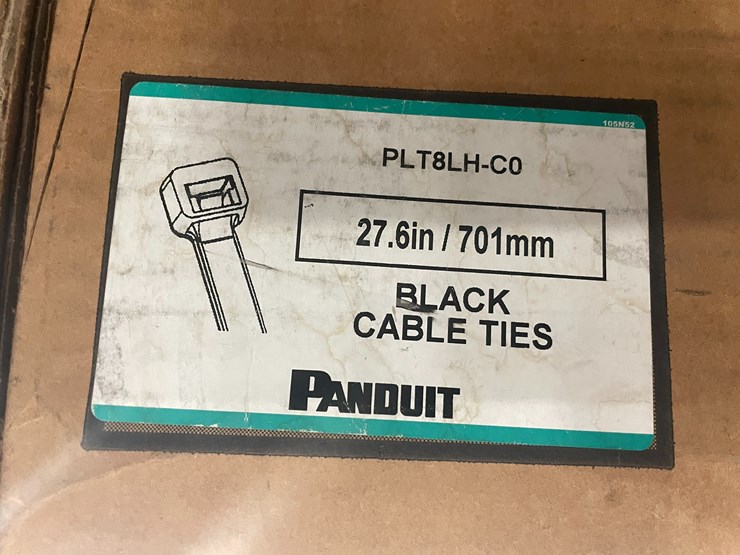 105N52
PLT8LH-C0
27.6in / 701mm
BLACK
CABLE TIES
PANDUIT